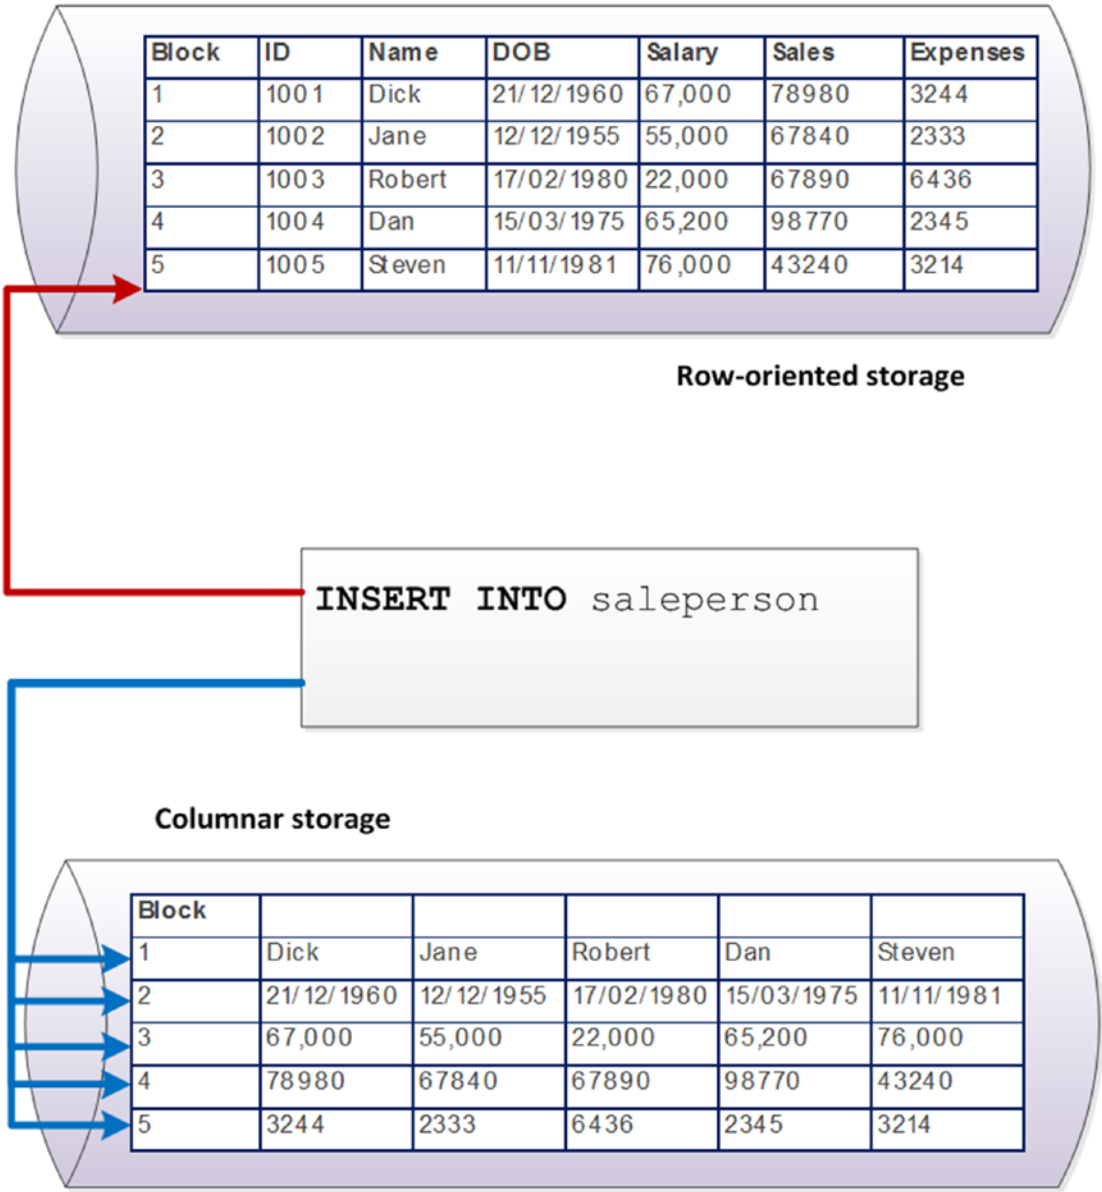 Block ID Name DOB Salary Sales Expenses
1 1001 Dick 21/12/1960 67,000 78980 3244
2 1002 Jane 12/12/1955 55,000 67840 2333
3 1003 Robert 17/02/1980 22,000 67890 6436
4 1004 Dan 15/03/1975 65,200 98770 2345
5 1005 Steven 11/11/1981 76,000 43240 3214
Row-oriented storage
INSERT INTO saleperson
Columnar storage
Block
1 Dick Jane Robert Dan Steven
2 21/12/1960 12/12/1955 17/02/1980 15/03/1975 11/11/1981
3 67,000 55,000 22,000 65,200 76,000
4 78980 67840 67890 98770 43240
5 3244 2333 6436 2345 3214